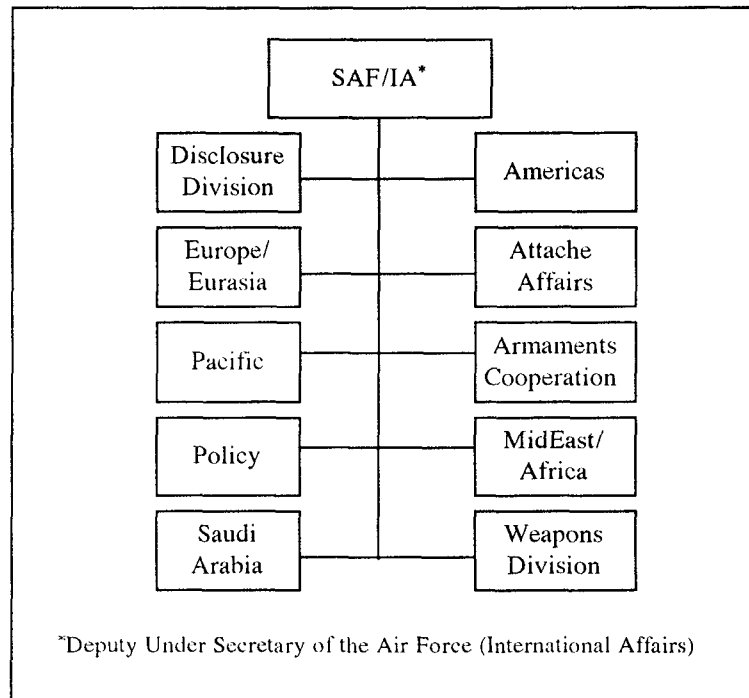 SAF/IA*
Disclosure
Division
Americas
Europe/
Eurasia
Attache
Affairs
Pacific
Armaments
Cooperation
Policy
MidEast/
Africa
Saudi
Arabia
Weapons
Division
*Deputy Under Secretary of the Air Force (International Affairs)